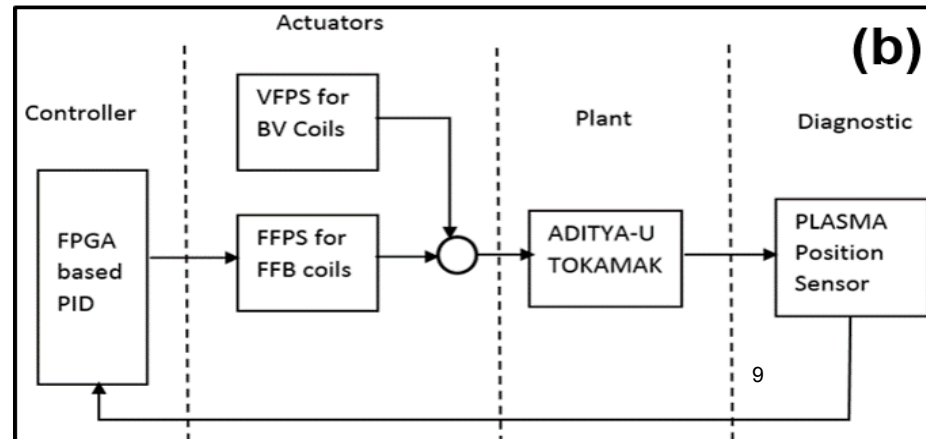 Actuators
(b)
Controller
VFPS for
BV Coils
Plant
Diagnostic
FPGA
based
PID
FFPS for
FFB coils
ADITYA-U
TOKAMAK
PLASMA
Position
Sensor
9